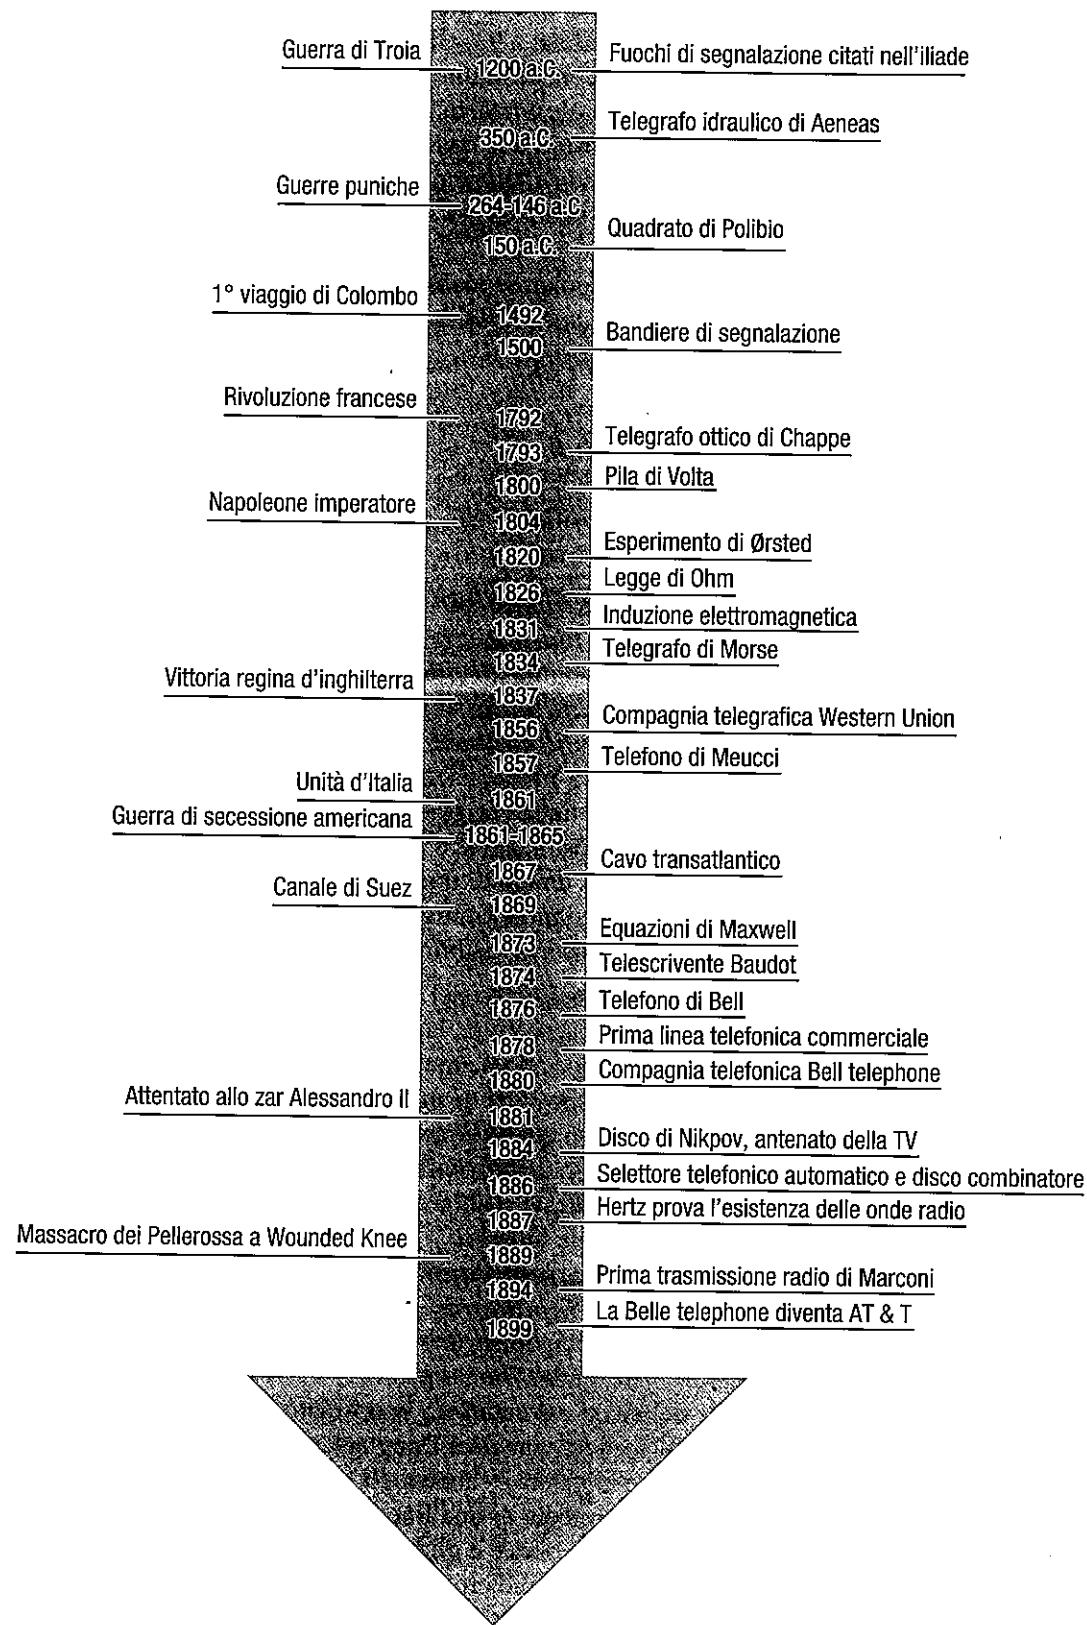 Guerra di Troia
1200 a.C.
Fuochi di segnalazione citati nell'iliade
350 a.C.
Telegrafo idraulico di Aeneas
Guerre puniche
264-146 a.C
150 a.C.
Quadrato di Polibio
1° viaggio di Colombo
1492
1500
Bandiere di segnalazione
Rivoluzione francese
1792
1793
Telegrafo ottico di Chappe
1800
Pila di Volta
Napoleone imperatore
1804
1820
Esperimento di Ørsted
1826
Legge di Ohm
1831
Induzione elettromagnetica
1834
Telegrafo di Morse
Vittoria regina d'inghilterra
1837
1856
Compagnia telegrafica Western Union
1857
Telefono di Meucci
Unità d'Italia
1861
Guerra di secessione americana
1861-1865
1867
Cavo transatlantico
Canale di Suez
1869
1873
Equazioni di Maxwell
1874
Telescrivente Baudot
1876
Telefono di Bell
1878
Prima linea telefonica commerciale
1880
Compagnia telefonica Bell telephone
Attentato allo zar Alessandro II
1881
1884
Disco di Nikpov, antenato della TV
1886
Selettore telefonico automatico e disco combinatore
1887
Hertz prova l'esistenza delle onde radio
Massacro dei Pellerossa a Wounded Knee
1889
1894
Prima trasmissione radio di Marconi
1899
La Belle telephone diventa AT & T